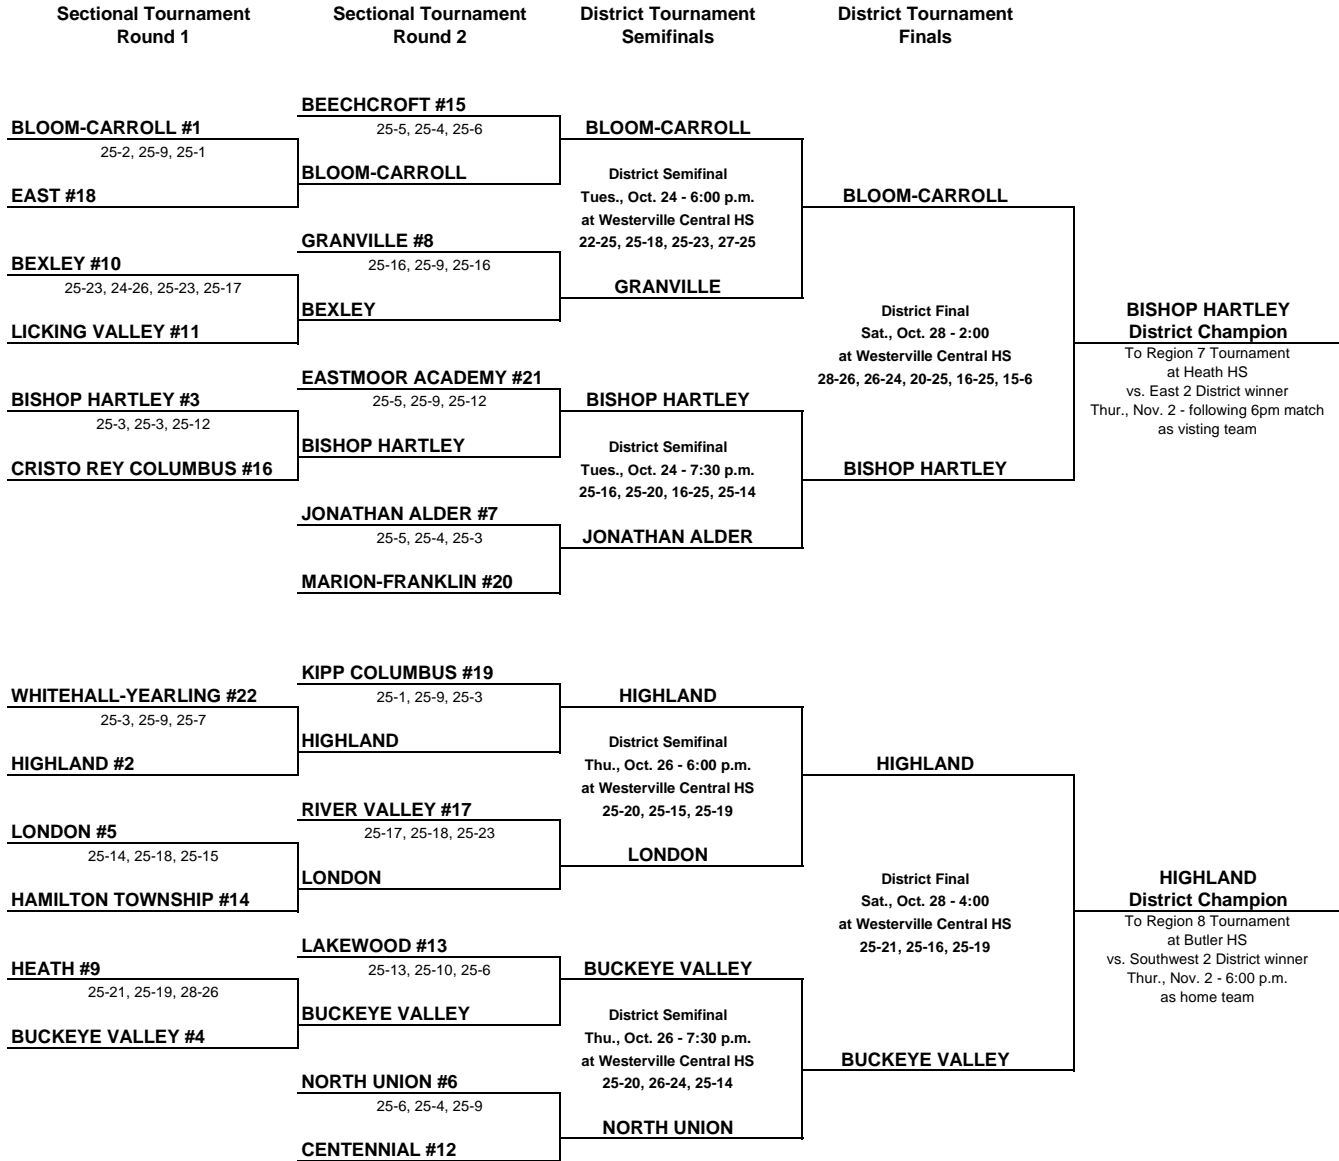 Sectional Tournament
Round 1
Sectional Tournament
Round 2
District Tournament
Semifinals
District Tournament
Finals
BLOOM-CARROLL #1
25-2, 25-9, 25-1
EAST #18
BEXLEY #10
25-23, 24-26, 25-23, 25-17
LICKING VALLEY #11
BISHOP HARTLEY #3
25-3, 25-3, 25-12
CRISTO REY COLUMBUS #16
BEECHCROFT #15
25-5, 25-4, 25-6
BLOOM-CARROLL
GRANVILLE #8
25-16, 25-9, 25-16
BEXLEY
EASTMOOR ACADEMY #21
25-5, 25-9, 25-12
BISHOP HARTLEY
JONATHAN ALDER #7
25-5, 25-4, 25-3
MARION-FRANKLIN #20
BLOOM-CARROLL
District Semifinal
Tues., Oct. 24 - 6:00 p.m.
at Westerville Central HS
22-25, 25-18, 25-23, 27-25
GRANVILLE
BISHOP HARTLEY
District Semifinal
Tues., Oct. 24 - 7:30 p.m.
25-16, 25-20, 16-25, 25-14
JONATHAN ALDER
BLOOM-CARROLL
District Final
Sat., Oct. 28 - 2:00
at Westerville Central HS
28-26, 26-24, 20-25, 16-25, 15-6
BISHOP HARTLEY
BISHOP HARTLEY
District Champion
To Region 7 Tournament
at Heath HS
vs. East 2 District winner
Thur., Nov. 2 - following 6pm match
as visting team
WHITEHALL-YEARLING #22
25-3, 25-9, 25-7
HIGHLAND #2
LONDON #5
25-14, 25-18, 25-15
HAMILTON TOWNSHIP #14
HEATH #9
25-21, 25-19, 28-26
BUCKEYE VALLEY #4
KIPP COLUMBUS #19
25-1, 25-9, 25-3
HIGHLAND
RIVER VALLEY #17
25-17, 25-18, 25-23
LONDON
LAKEWOOD #13
25-13, 25-10, 25-6
BUCKEYE VALLEY
NORTH UNION #6
25-6, 25-4, 25-9
CENTENNIAL #12
HIGHLAND
District Semifinal
Thu., Oct. 26 - 6:00 p.m.
at Westerville Central HS
25-20, 25-15, 25-19
LONDON
BUCKEYE VALLEY
District Semifinal
Thu., Oct. 26 - 7:30 p.m.
at Westerville Central HS
25-20, 26-24, 25-14
NORTH UNION
HIGHLAND
District Final
Sat., Oct. 28 - 4:00
at Westerville Central HS
25-21, 25-16, 25-19
BUCKEYE VALLEY
HIGHLAND
District Champion
To Region 8 Tournament
at Butler HS
vs. Southwest 2 District winner
Thur., Nov. 2 - 6:00 p.m.
as home team